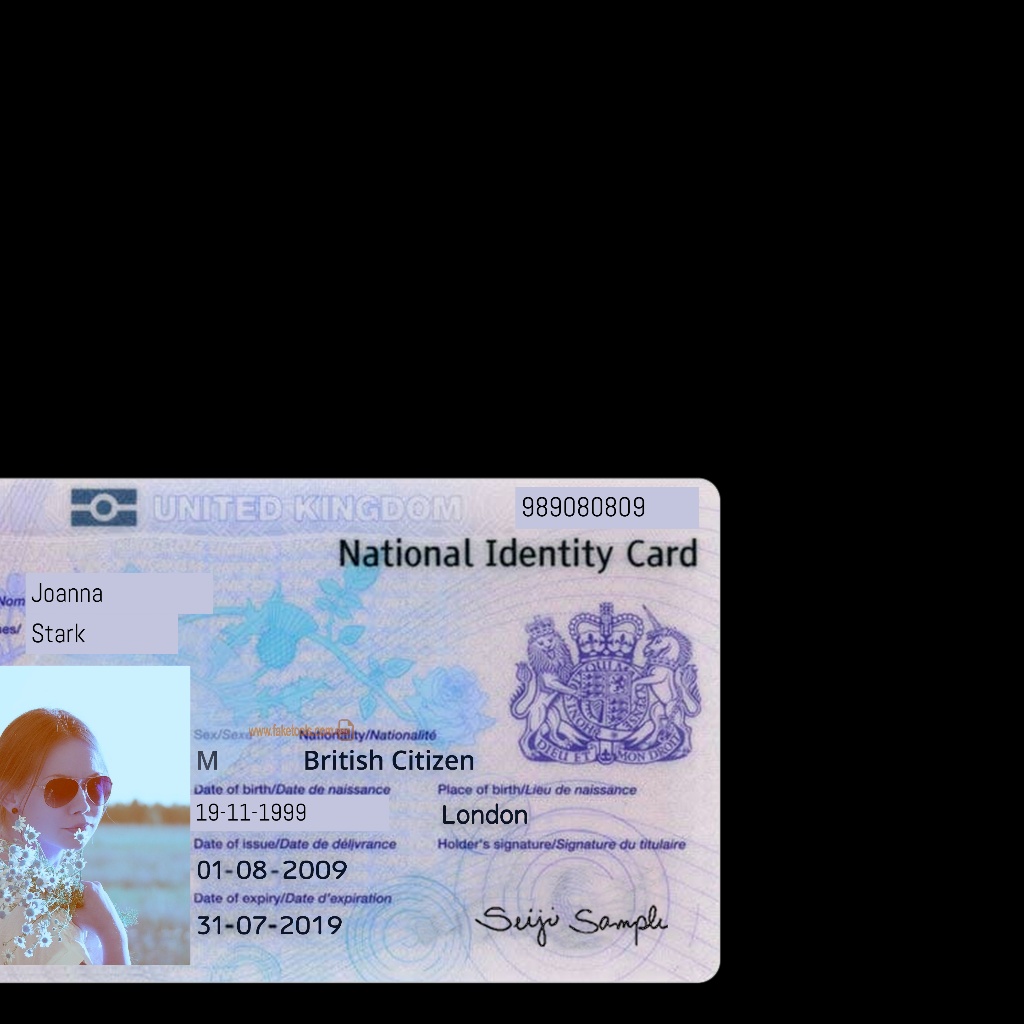 UNITED KINGDOM
989080809
National Identity Card
Nom
Joanna
es/
Stark
Sex/Sexe Nationality/Nationalité
M British Citizen
Date of birth/Date de naissance Place of birth/Lieu de naissance
19-11-1999 London
Date of issue/Date de délivrance Holder's signature/Signature du titulaire
01-08-2009
Date of expiry/Date d'expiration
31-07-2019 Seiji Sample
DIEU ET MON DROIT